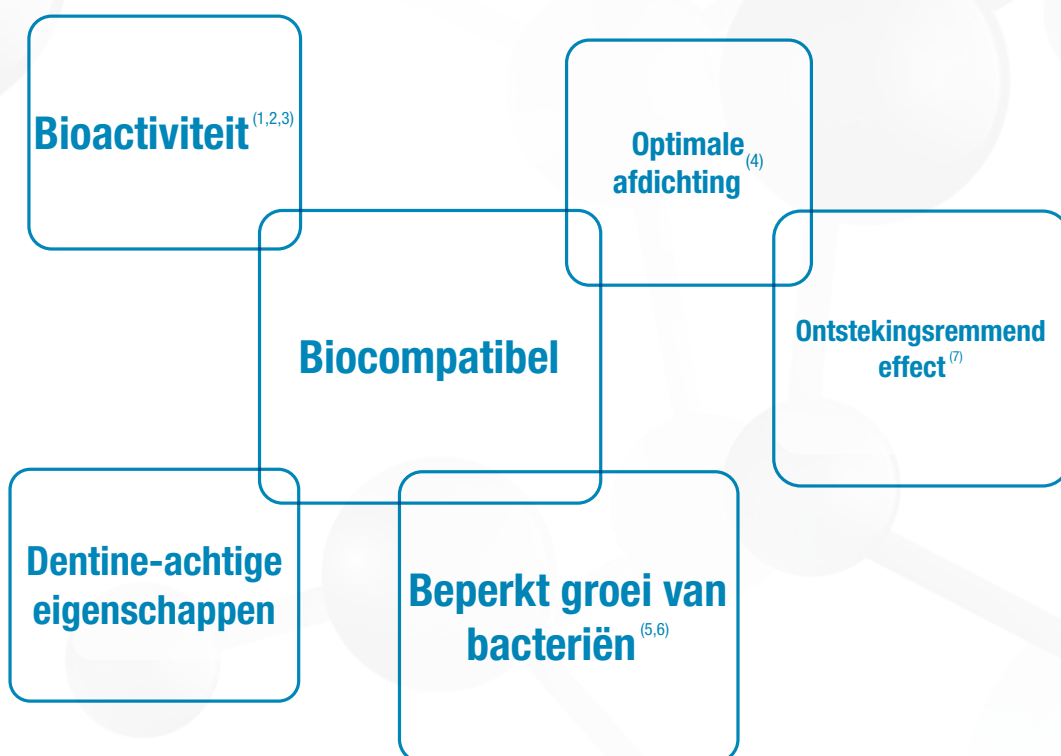 Bioactiviteit (1,2,3)
Optimale
afdichting (4)
Biocompatibel
Ontstekingsremmend
effect (7)
Dentine-achtige
eigenschappen
Beperkt groei van
bacteriën (5,6)